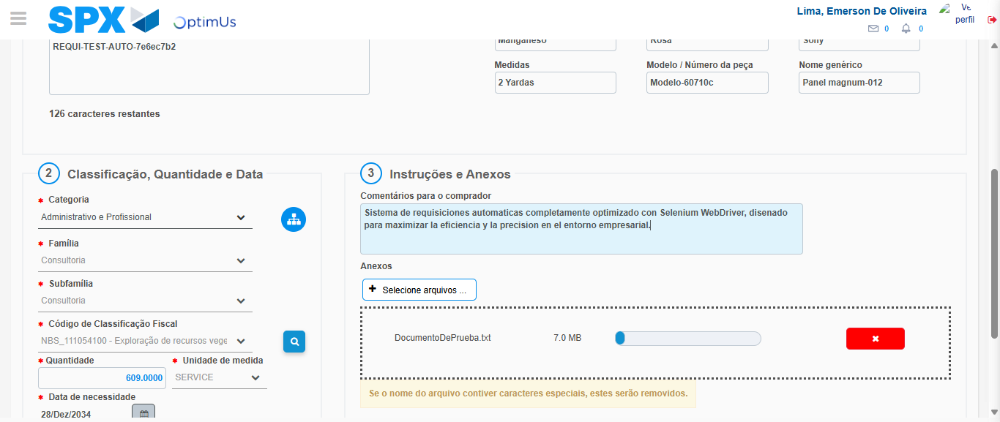 SPX
OptimUs
Lima, Emerson De Oliveira
0
0
Ve
perfil
REQUI-TEST-AUTO-7e6ec7b2
126 caracteres restantes
Manganeso
Rosa
Sony
Medidas
Modelo / Número da peça
Nome genérico
2 Yardas
Modelo-60710c
Panel magnum-012
2
Classificação, Quantidade e Data
* Categoria
Administrativo e Profissional
* Família
Consultoria
* Subfamília
Consultoria
* Código de Classificação Fiscal
NBS_111054100 - Exploração de recursos vege
* Quantidade
* Unidade de medida
609.0000
SERVICE
* Data de necessidade
28/Dez/2034
3
Instruções e Anexos
Comentários para o comprador
Sistema de requisiciones automaticas completamente optimizado con Selenium WebDriver, disenado
para maximizar la eficiencia y la precision en el entorno empresarial.
Anexos
+ Selecione arquivos ...
DocumentoDePrueba.txt
7.0 MB
Se o nome do arquivo contiver caracteres especiais, estes serão removidos.